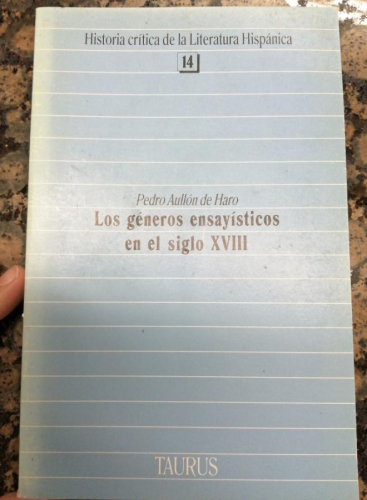 Historia crítica de la Literatura Hispánica
14
Pedro Aullón de Haro
Los géneros ensayísticos
en el siglo XVIII
TAURUS